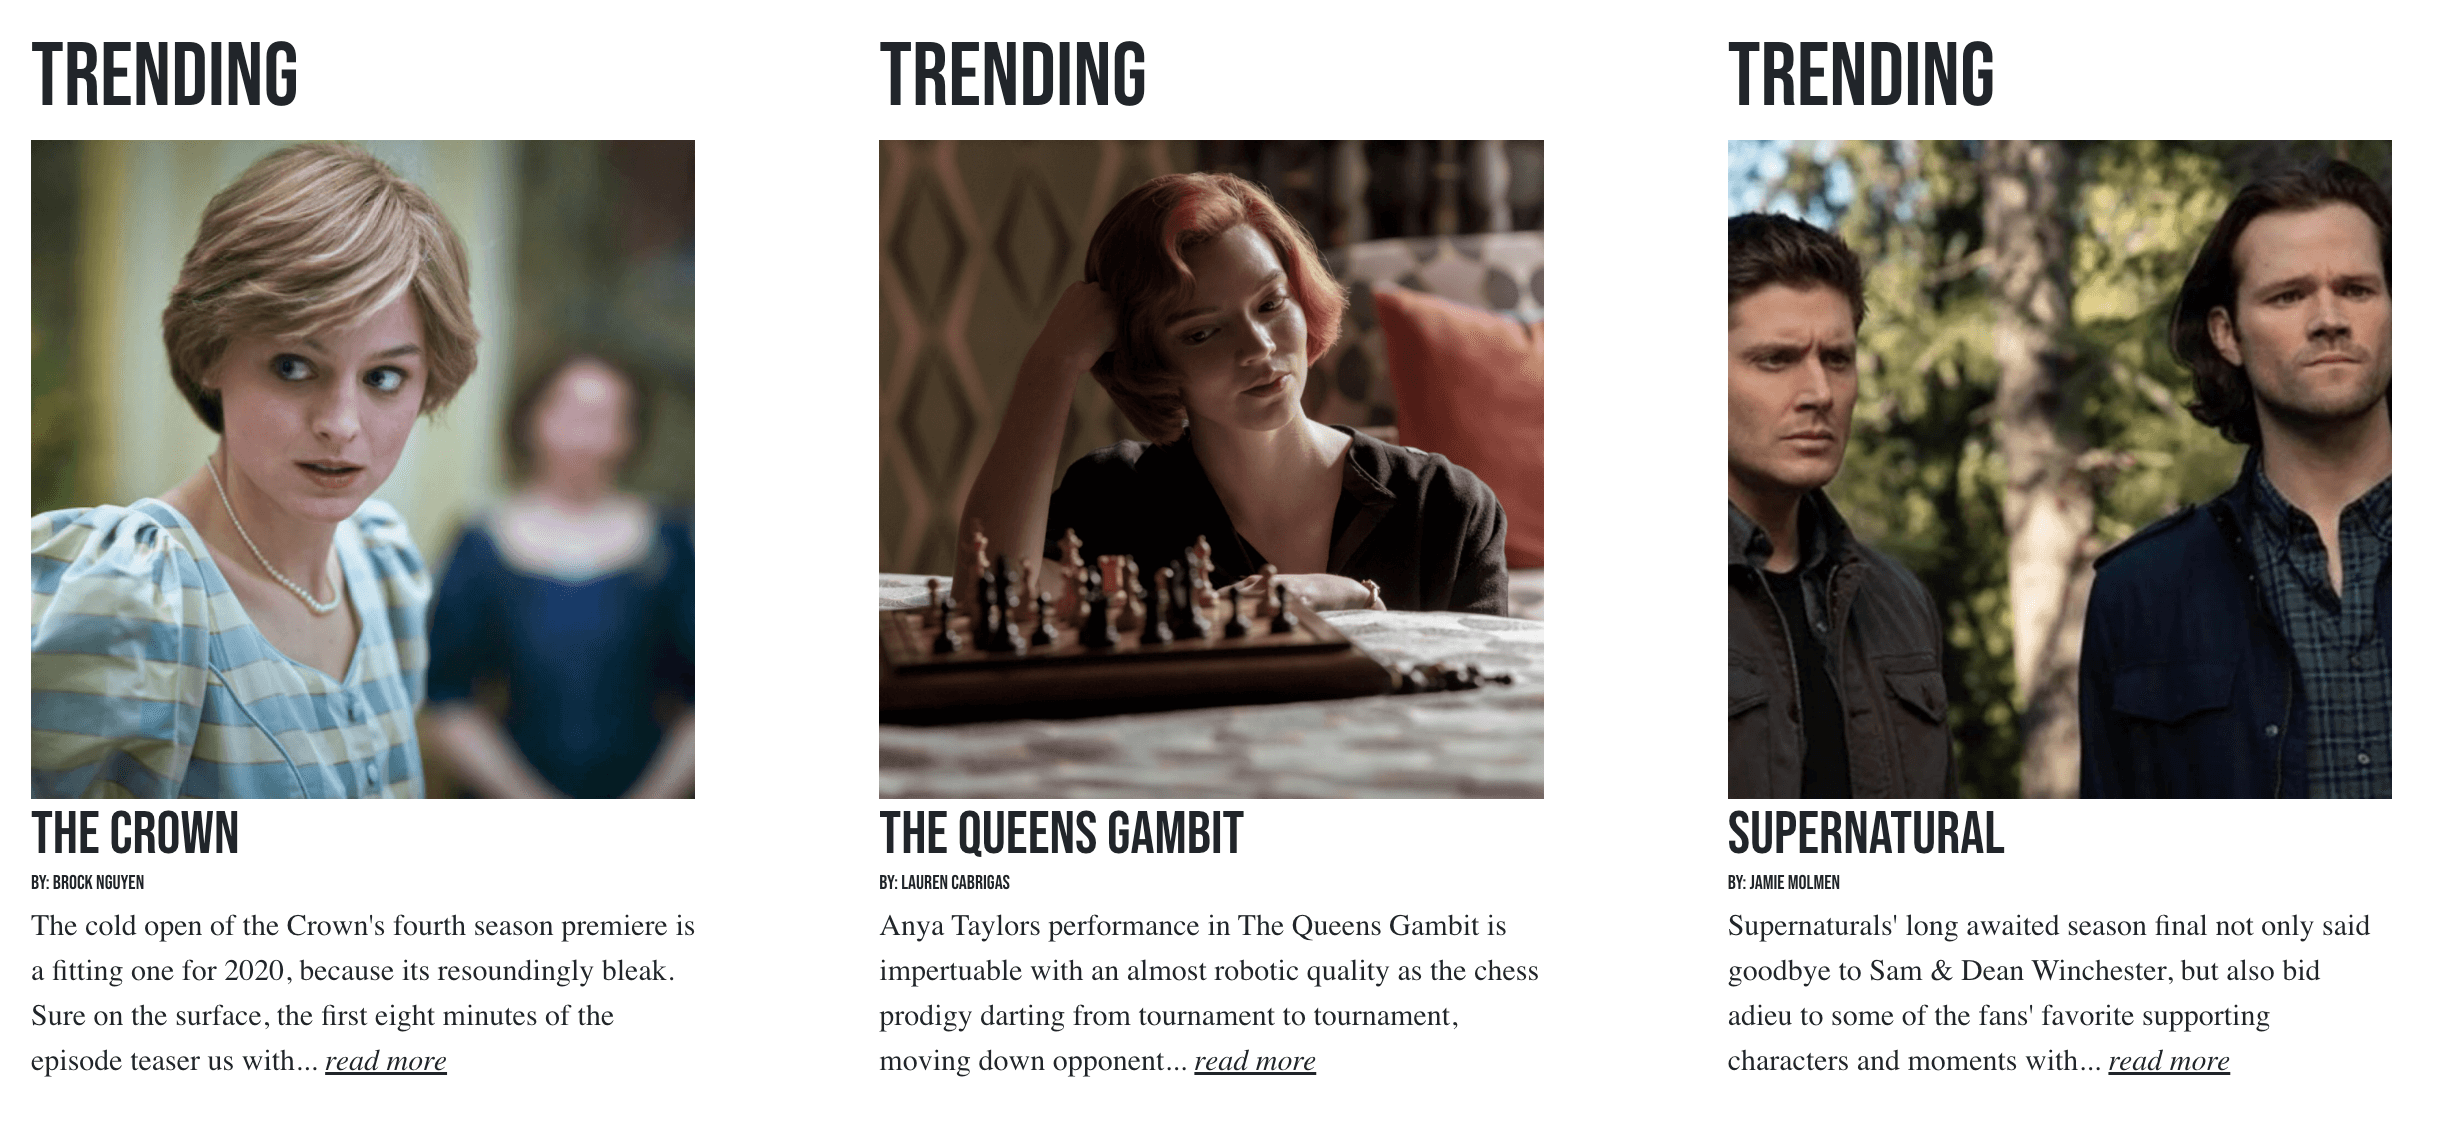 TRENDING
THE CROWN
BY: BROCK NGUYEN
The cold open of the Crown's fourth season premiere is
a fitting one for 2020, because its resoundingly bleak.
Sure on the surface, the first eight minutes of the
episode teaser us with... read more
TRENDING
THE QUEENS GAMBIT
BY: LAUREN CABRIGAS
Anya Taylors performance in The Queens Gambit is
impertuable with an almost robotic quality as the chess
prodigy darting from tournament to tournament,
moving down opponent... read more
TRENDING
SUPERNATURAL
BY: JAMIE MOLMEN
Supernaturals' long awaited season final not only said
goodbye to Sam & Dean Winchester, but also bid
adieu to some of the fans' favorite supporting
characters and moments with... read more